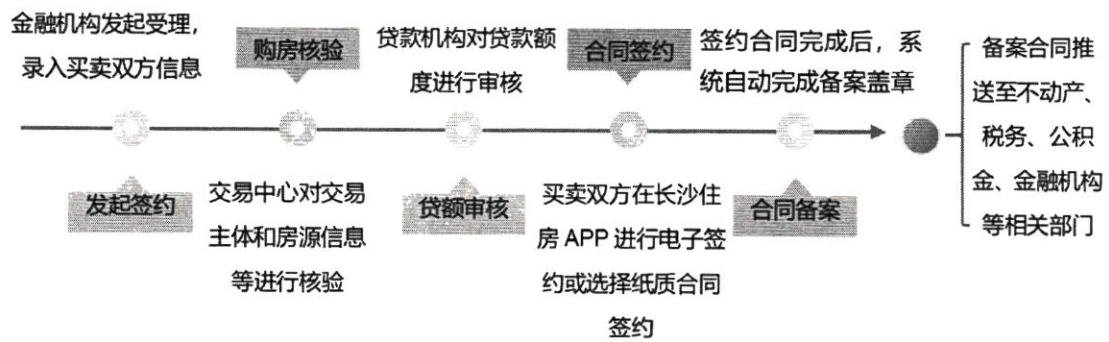 金融机构发起受理，
录入买卖双方信息
发起签约
购房核验
交易中心对交易
主体和房源信息
等进行核验
贷款机构对贷款额
度进行审核
贷额审核
合同签约
买卖双方在长沙住
房 APP 进行电子签
约或选择纸质合同
签约
签约合同完成后，系
统自动完成备案盖章
合同备案
备案合同推
送至不动产、
税务、公积
金、金融机构
等相关部门